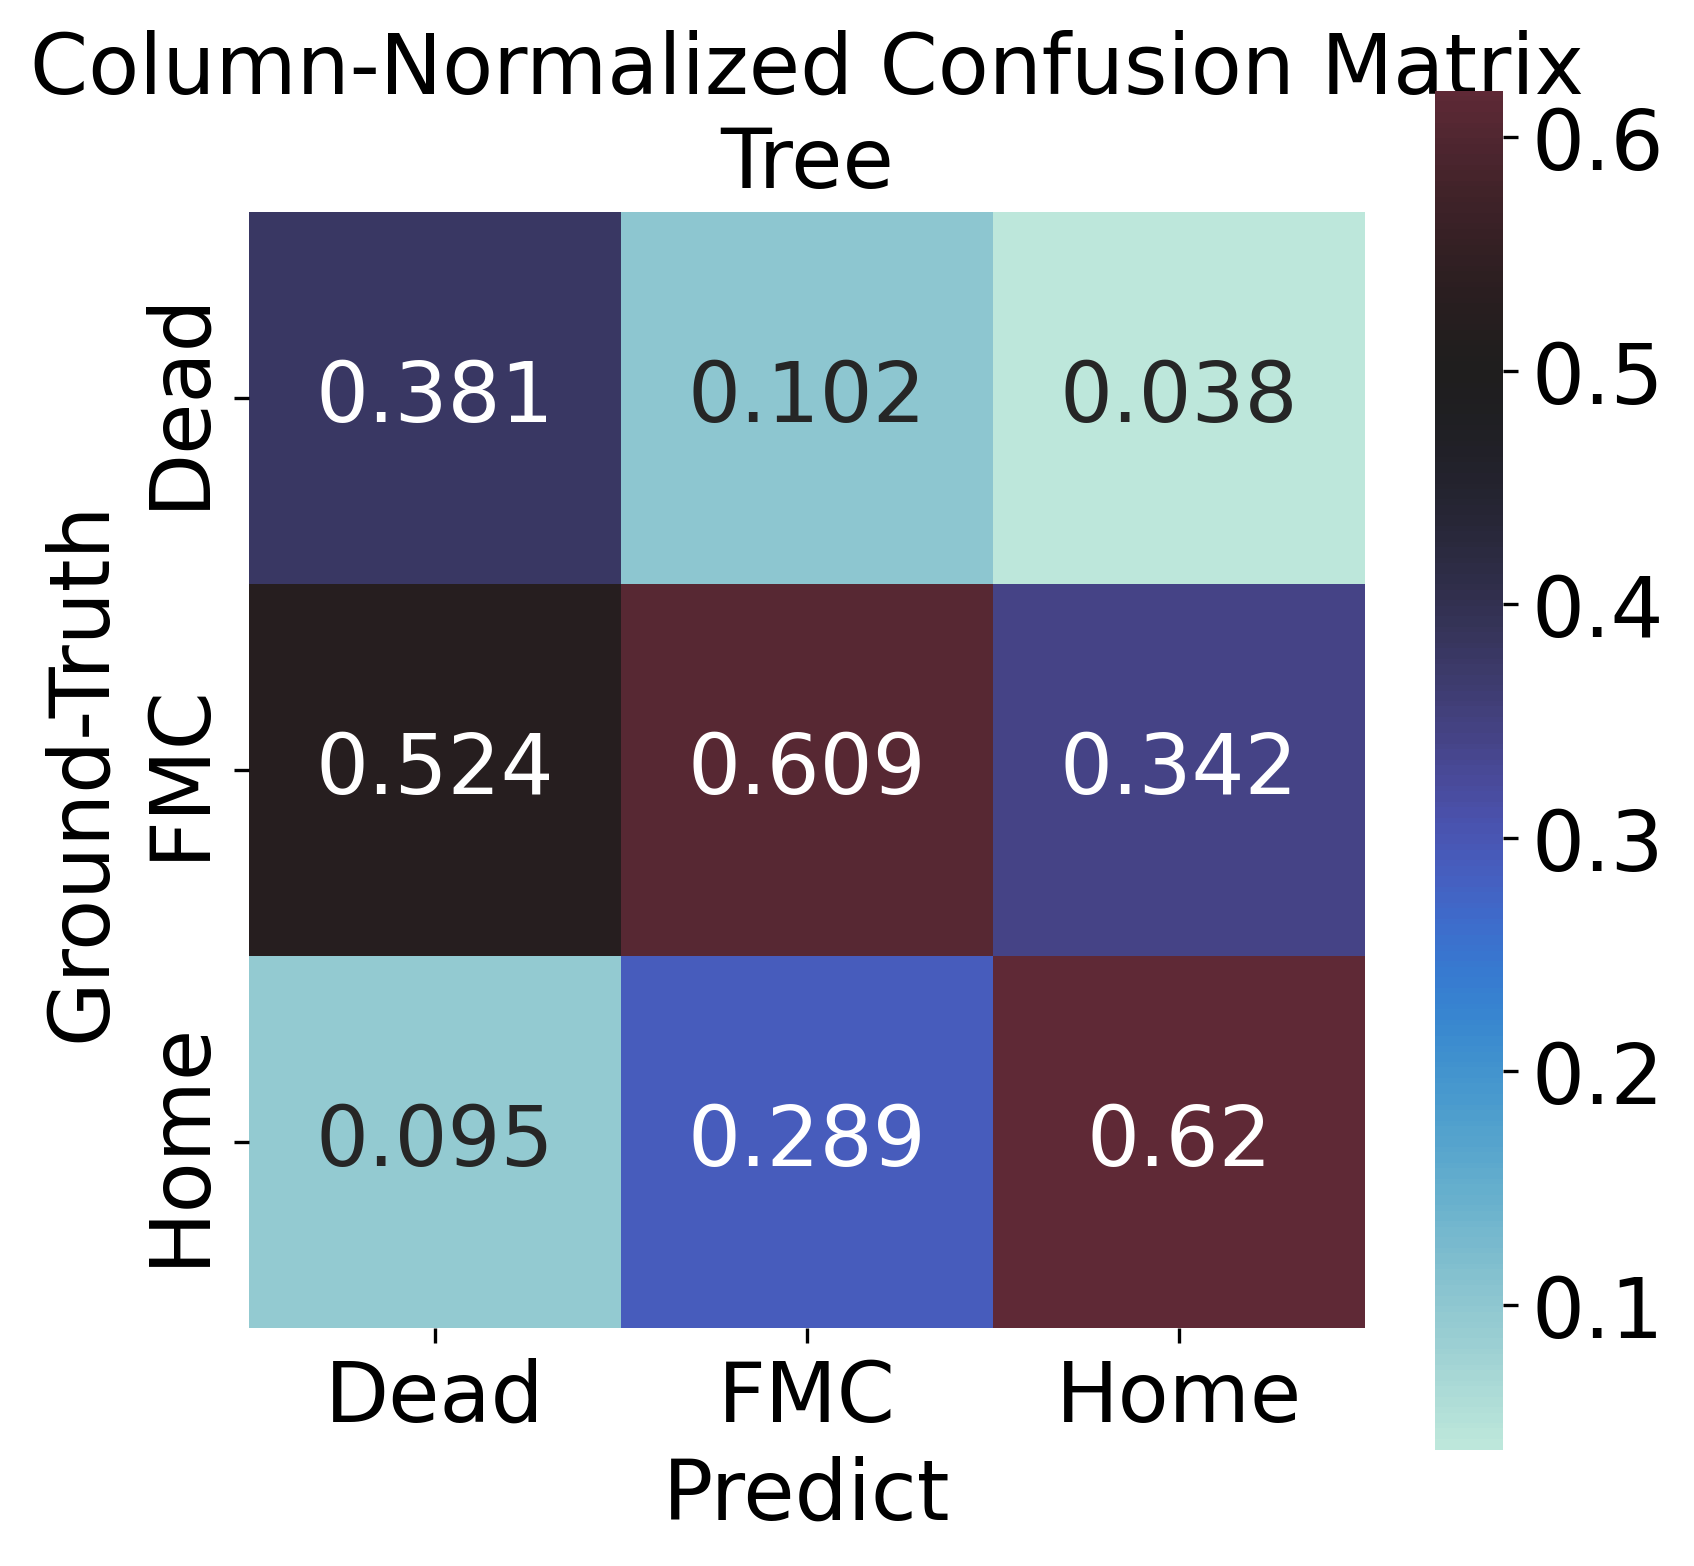 Column-Normalized Confusion Matrix
Tree
Ground-Truth
Dead
0.381 0.102 0.038
FMC
0.524 0.609 0.342
Home
0.095 0.289 0.62
Dead FMC Home
Predict
0.6
0.5
0.4
0.3
0.2
0.1